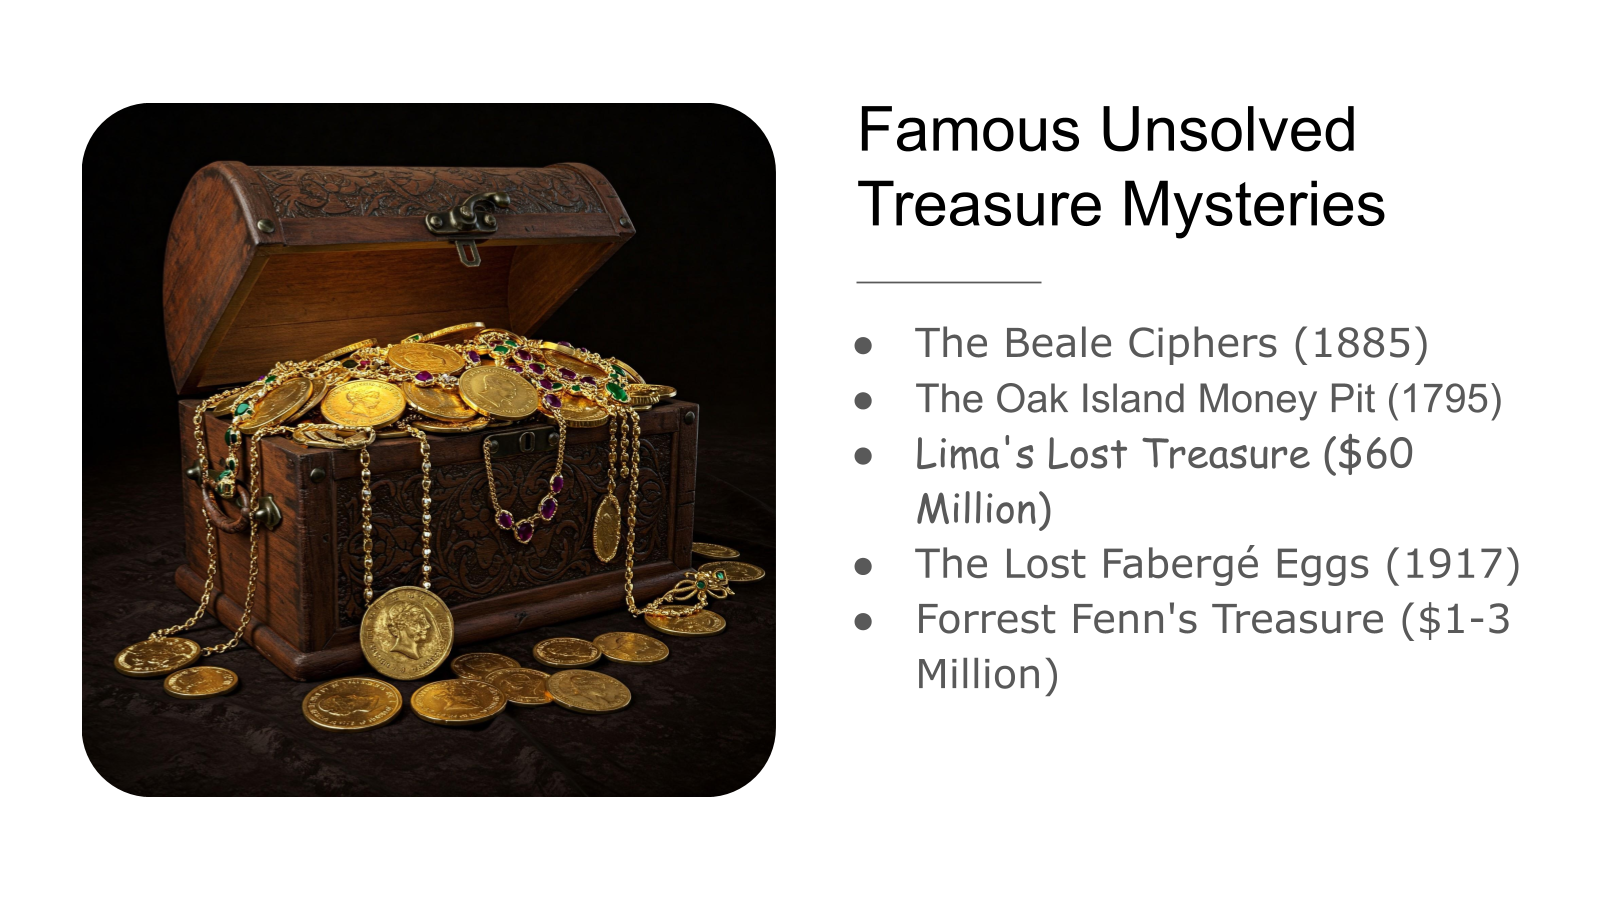 Famous Unsolved
Treasure Mysteries
● The Beale Ciphers (1885)
● The Oak Island Money Pit (1795)
● Lima's Lost Treasure ($60
Million)
● The Lost Fabergé Eggs (1917)
● Forrest Fenn's Treasure ($1-3
Million)